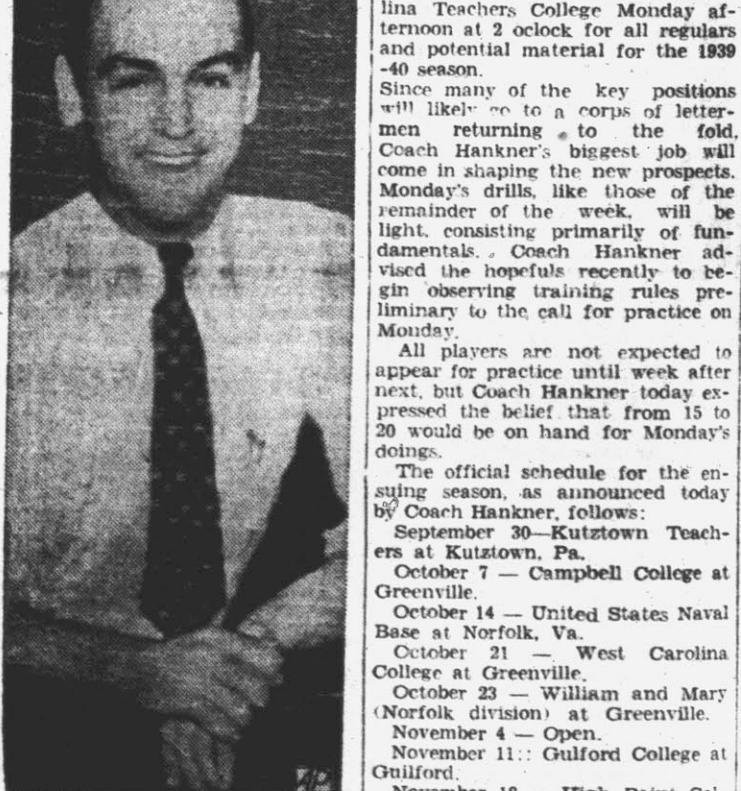 lina Teachers College Monday af-
ternoon at 2 oclock for all regulars
and potential material for the 1939
-40 season.
Since many of the key positions
will likely go to a corps of letter-
men returning to the fold,
Coach Hankner's biggest job will
come in shaping the new prospects.
Monday's drills, like those of the
remainder of the week, will be
light, consisting primarily of fun-
damentals. Coach Hankner ad-
vised the hopefuls recently to be-
gin observing training rules pre-
liminary to the call for practice on
Monday.
All players are not expected to
appear for practice until week after
next, but Coach Hankner today ex-
pressed the belief that from 15 to
20 would be on hand for Monday's
doings.
The official schedule for the en-
suing season, as announced today
by Coach Hankner, follows:
September 30—Kutztown Teach-
ers at Kutztown, Pa.
October 7 — Campbell College at
Greenville.
October 14 — United States Naval
Base at Norfolk, Va.
October 21 — West Carolina
College at Greenville.
October 23 — William and Mary
(Norfolk division) at Greenville.
November 4 — Open.
November 11:: Gulford College at
Guilford.